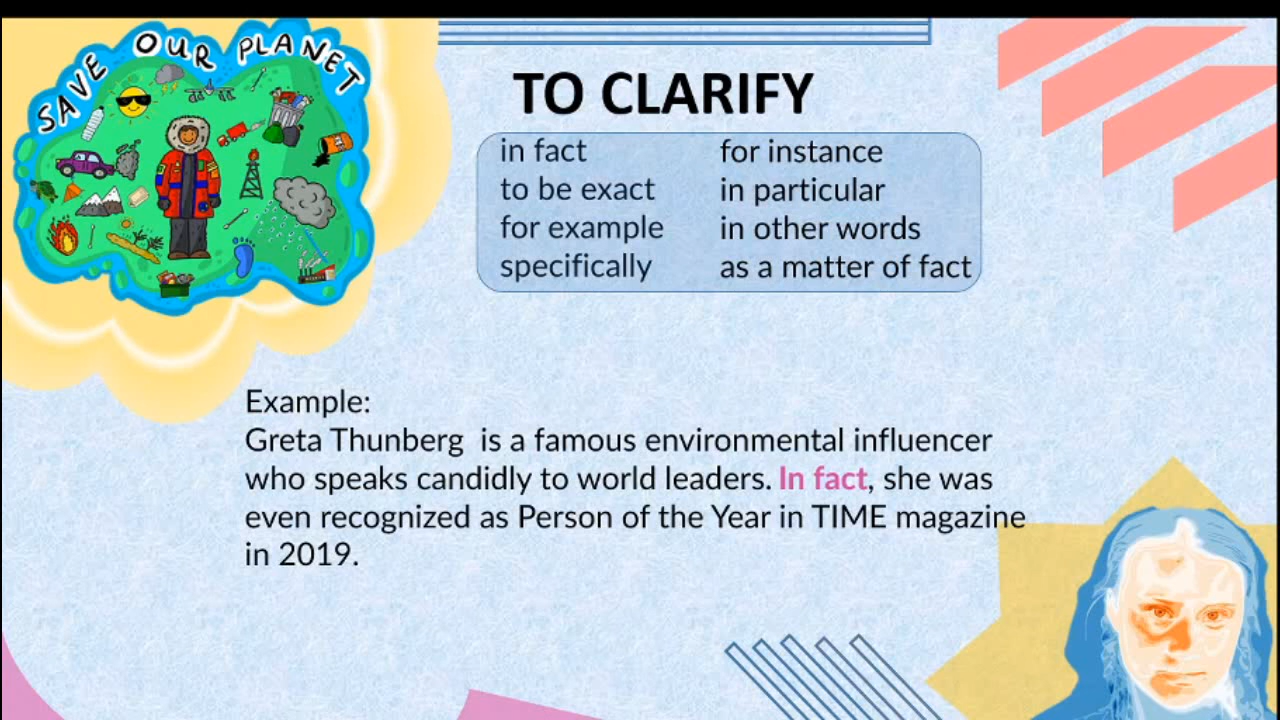 SAVE OUR PLANET
TO CLARIFY
in fact
to be exact
for example
specifically
for instance
in particular
in other words
as a matter of fact
Example:
Greta Thunberg is a famous environmental influencer
who speaks candidly to world leaders. In fact, she was
even recognized as Person of the Year in TIME magazine
in 2019.